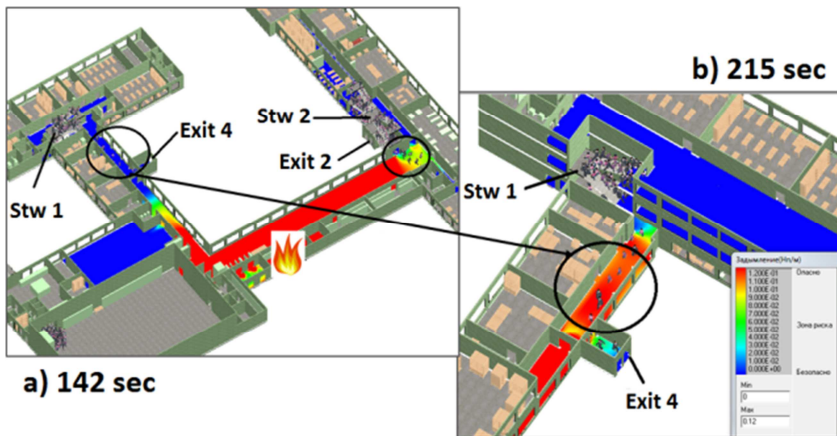 b) 215 sec
Exit 4
Stw 2
Exit 2
Stw 1
Stw 1
a) 142 sec
Exit 4
Задымление(Нп/м)
1.200E-01
1.100E-01
1.000E-01
9.000E-02
8.000E-02
7.000E-02
6.000E-02
5.000E-02
4.000E-02
3.000E-02
2.000E-02
1.000E-02
0.000E+00
Опасно
Зона риска
Безопасно
Min
0
Max
0.12